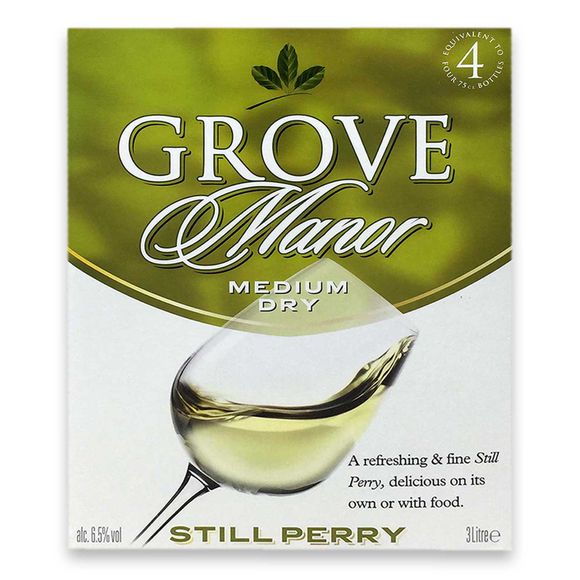 EQUIVALENT TO
4
FOUR 75CL BOTTLES
GROVE
Manor
MEDIUM
DRY
A refreshing & fine Still
Perry, delicious on its
own or with food.
alc. 6.5% vol
STILL PERRY
3 Litre e